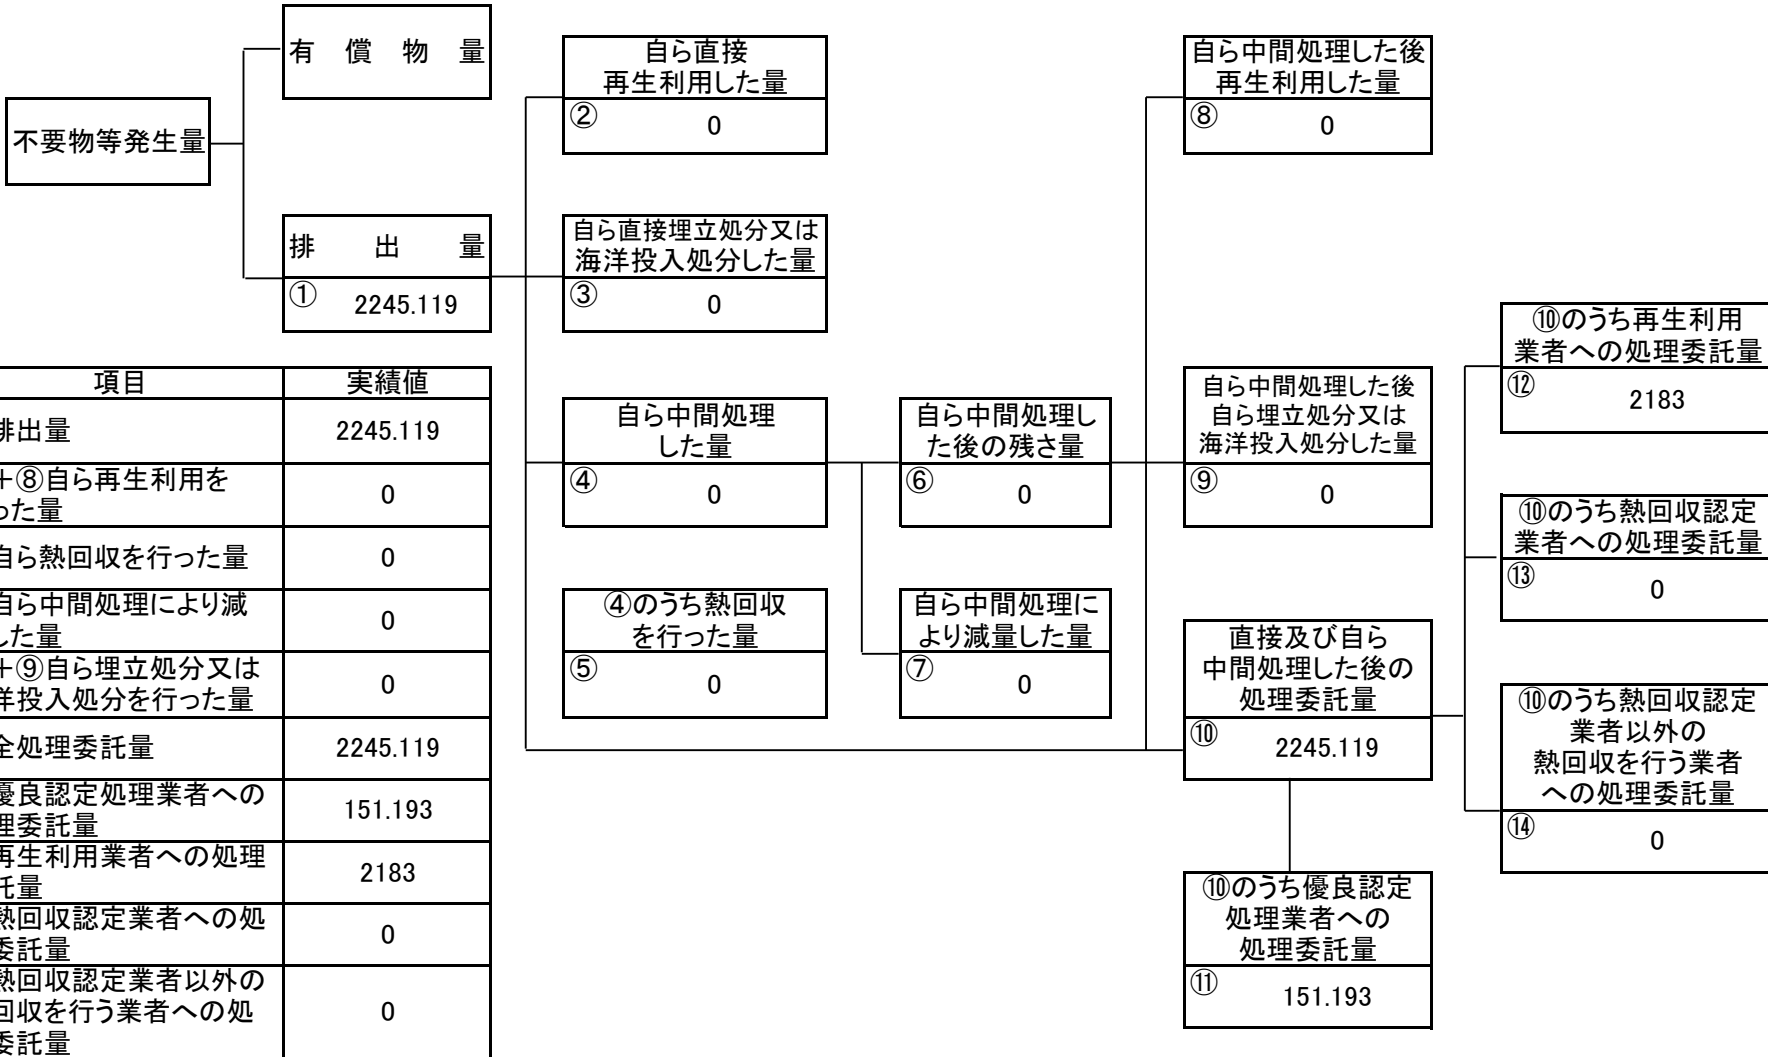 有償物量
不要物等発生量
排出量
①
2245.119
自ら直接
再生利用した量
②
0
自ら直接埋立処分又は
海洋投入処分した量
③
0
自ら中間処理
した量
④
0
④のうち熱回収
を行った量
⑤
0
自ら中間処理し
た後の残さ量
⑥
0
自ら中間処理に
より減量した量
⑦
0
自ら中間処理した後
再生利用した量
⑧
0
自ら中間処理した後
自ら埋立処分又は
海洋投入処分した量
⑨
0
直接及び自ら
中間処理した後の
処理委託量
⑩
2245.119
⑩のうち優良認定
処理業者への
処理委託量
⑪
151.193
⑩のうち再生利用
業者への処理委託量
⑫
2183
⑩のうち熱回収認定
業者への処理委託量
⑬
0
⑩のうち熱回収認定
業者以外の
熱回収を行う業者
への処理委託量
⑭
0
項目 実績値
排出量 2245.119
+⑧自ら再生利用を
った量
0
自ら熱回収を行った量 0
自ら中間処理により減
した量
0
+⑨自ら埋立処分又は
洋投入処分を行った量
0
全処理委託量 2245.119
優良認定処理業者への
理委託量
151.193
再生利用業者への処理
託量
2183
熱回収認定業者への処
委託量
0
熱回収認定業者以外の
回収を行う業者への処
委託量
0